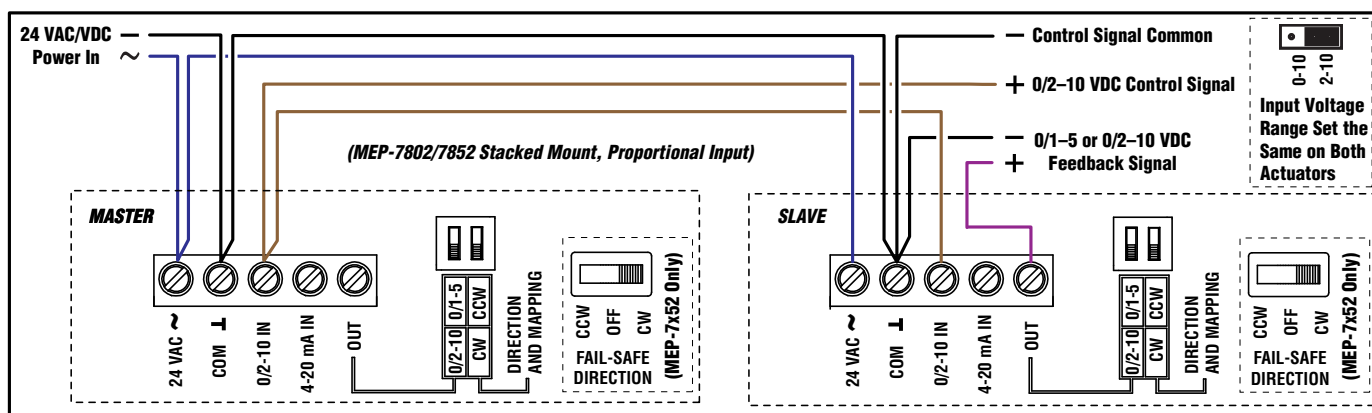 24 VAC/VDC –
Power In ~
– Control Signal Common
+ 0/2–10 VDC Control Signal
– 0/1–5 or 0/2–10 VDC
+ Feedback Signal
(MEP-7802/7852 Stacked Mount, Proportional Input)
0-10
2-10
Input Voltage
Range Set the
Same on Both
Actuators
MASTER
24 VAC ~
COM ⊥
0/2-10 IN
4-20 mA IN
OUT
0/2-10 0/1-5
CW CCW
DIRECTION
AND MAPPING
CCW
OFF
CW
(MEP-7x52 Only)
FAIL-SAFE
DIRECTION
SLAVE
24 VAC ~
COM ⊥
0/2-10 IN
4-20 mA IN
OUT
0/2-10 0/1-5
CW CCW
DIRECTION
AND MAPPING
CCW
OFF
CW
(MEP-7x52 Only)
FAIL-SAFE
DIRECTION